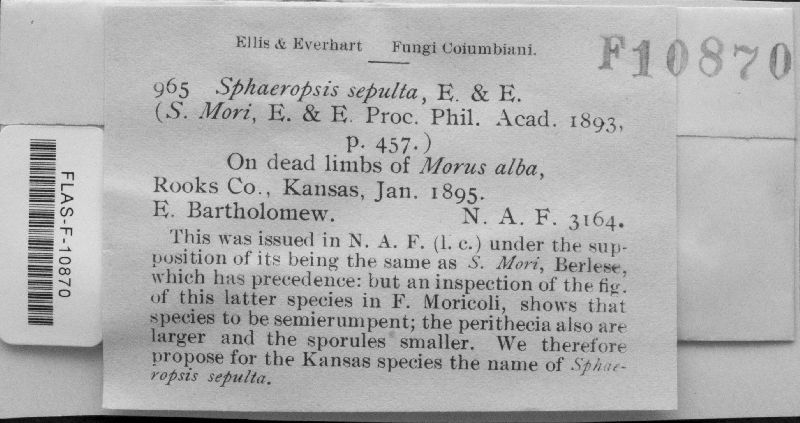 Ellis & Everhart Fungi Coiumbiani.
F10870
965 Sphaeropsis sepulta, E. & E.
(S. Mori, E. & E. Proc. Phil. Acad. 1893,
p. 457.)
On dead limbs of Morus alba,
Rooks Co., Kansas, Jan. 1895.
E. Bartholomew. N. A. F. 3164.
This was issued in N. A. F. (l. c.) under the sup-
position of its being the same as S. Mori, Berlese,
which has precedence: but an inspection of the fig.
of this latter species in F. Moricoli, shows that
species to be semierumpent; the perithecia also are
larger and the sporules smaller. We therefore
propose for the Kansas species the name of Sphae-
ropsis sepulta.
FLAS-F-10870